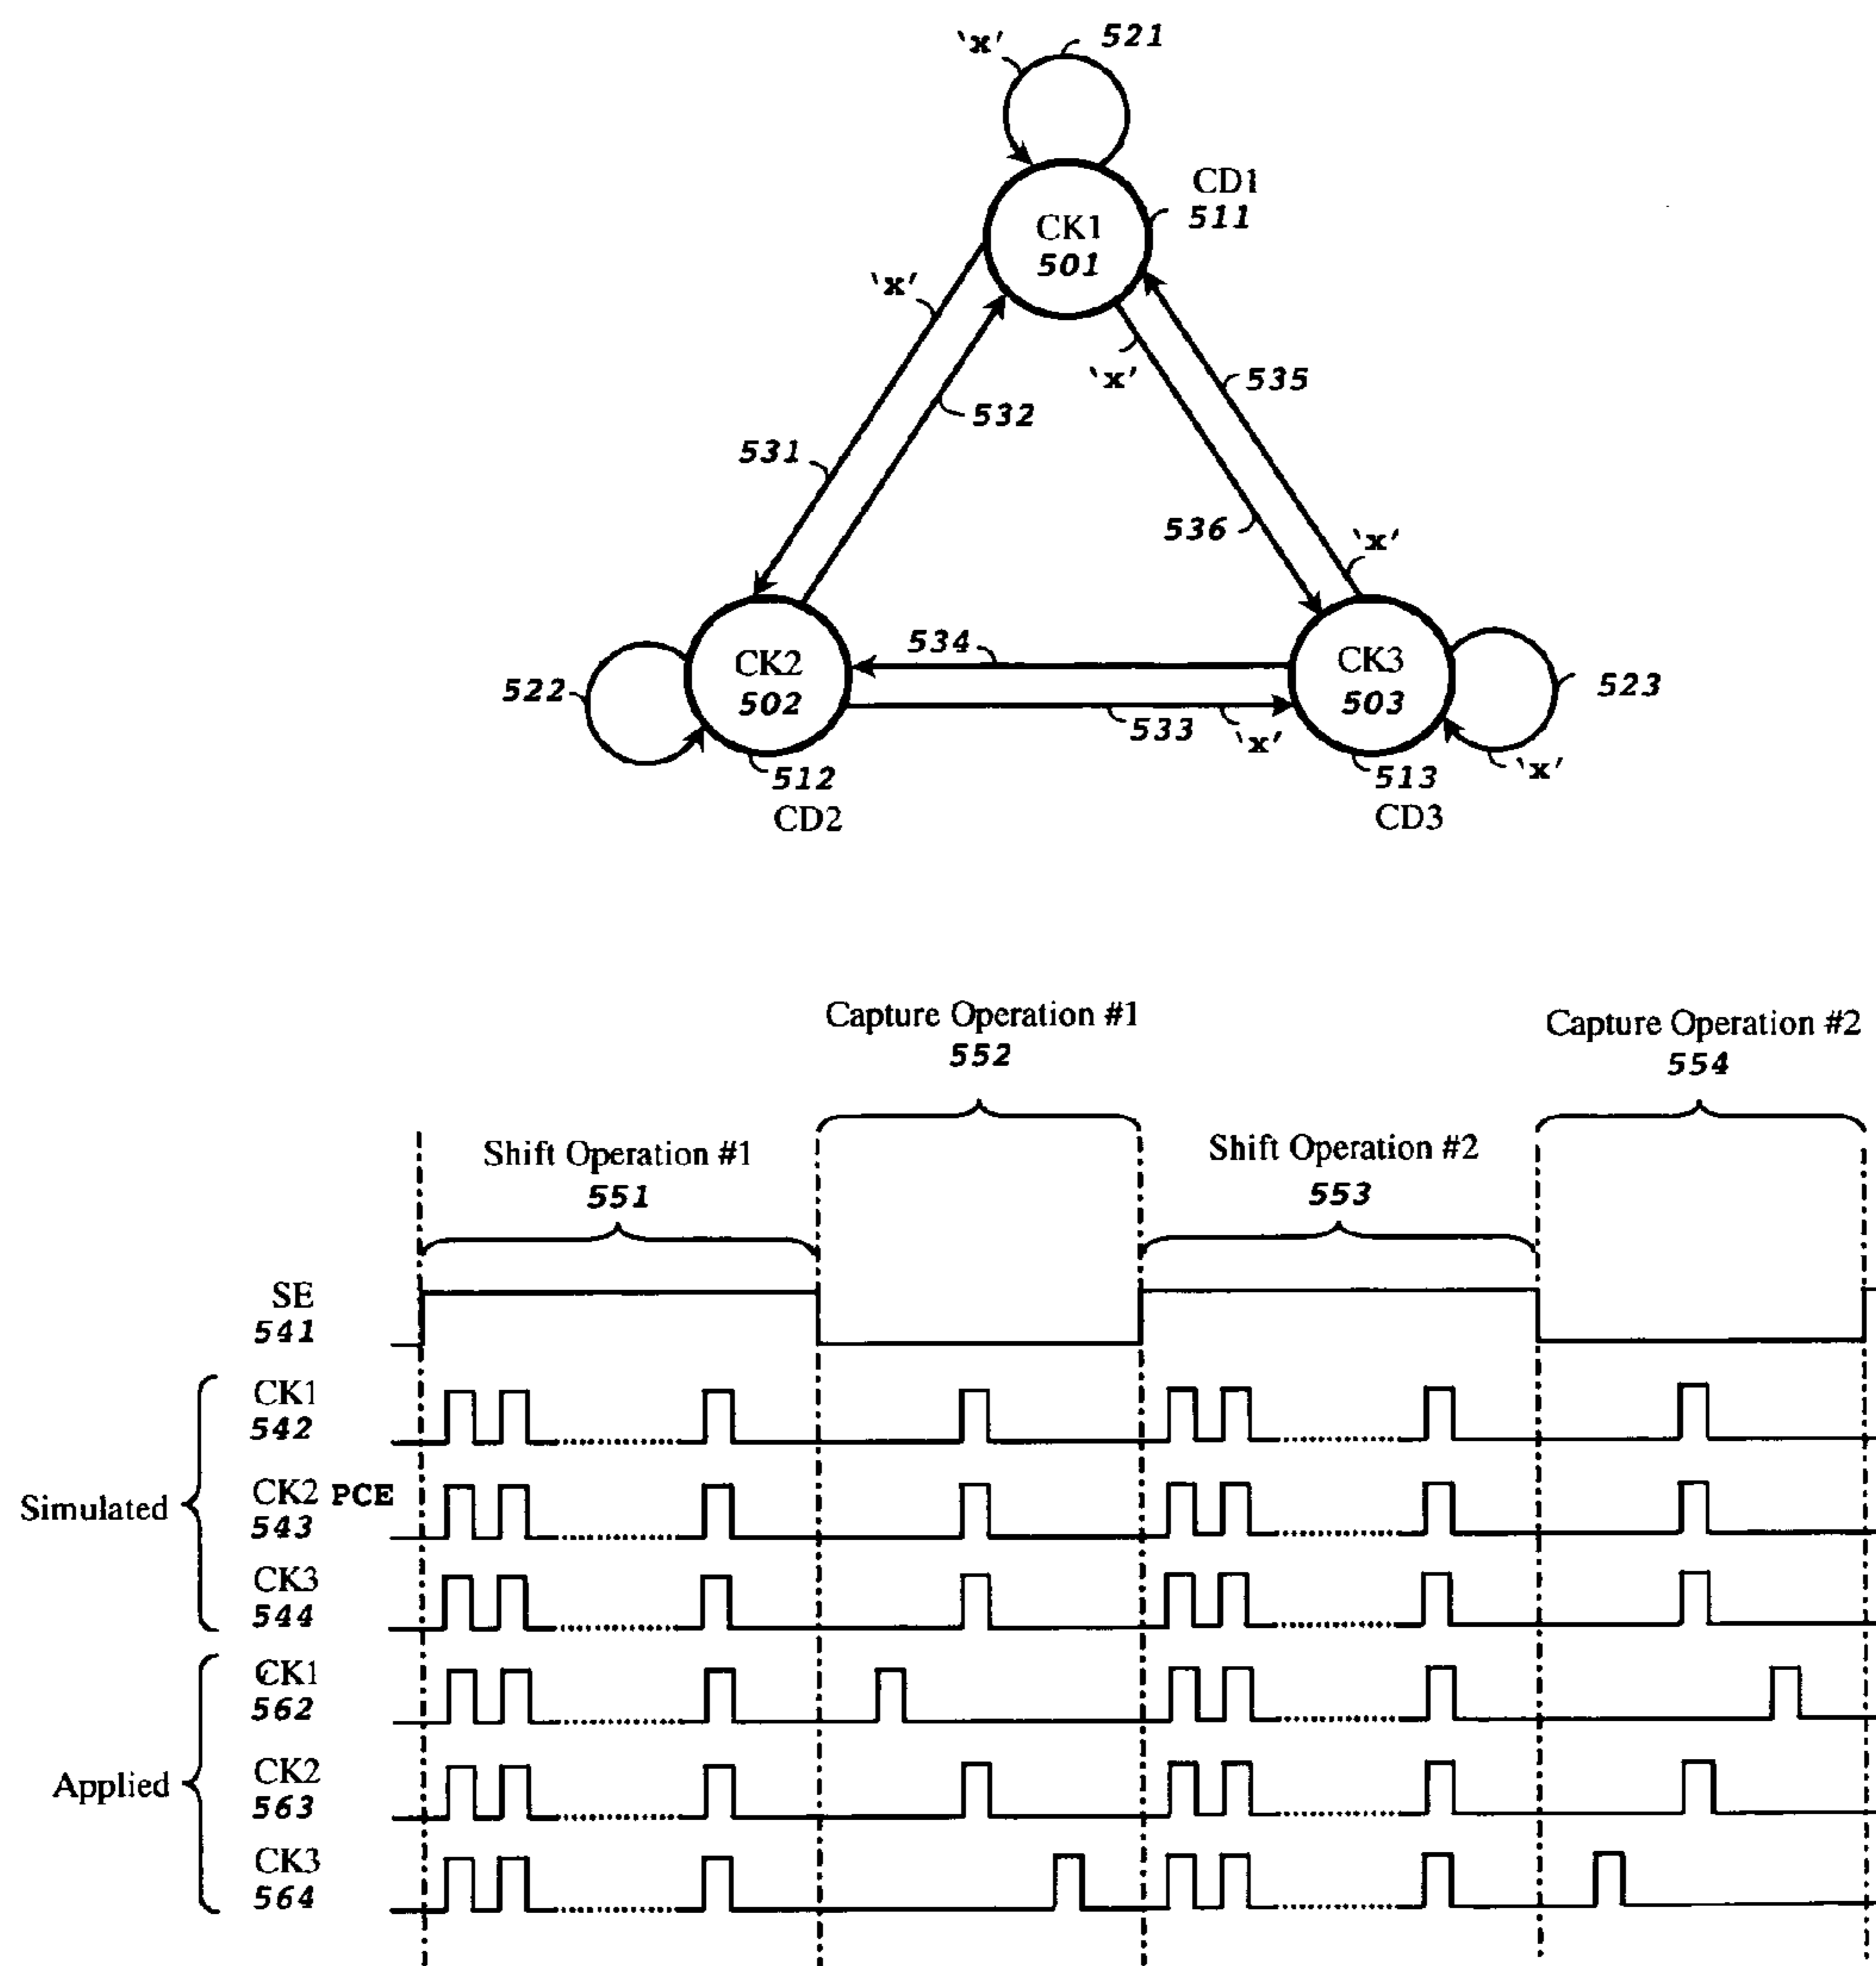 'x' 521
CD1
511
CK1
501
'x'
'x'
535
532
531
536
'x'
534
CK2
502
CK3
503
522
523
533
'x'
512
CD2
513
CD3
'x'
Capture Operation #1
552
Capture Operation #2
554
Shift Operation #1
551
Shift Operation #2
553
SE
541
Simulated
CK1
542
CK2 PCE
543
CK3
544
Applied
CK1
562
CK2
563
CK3
564